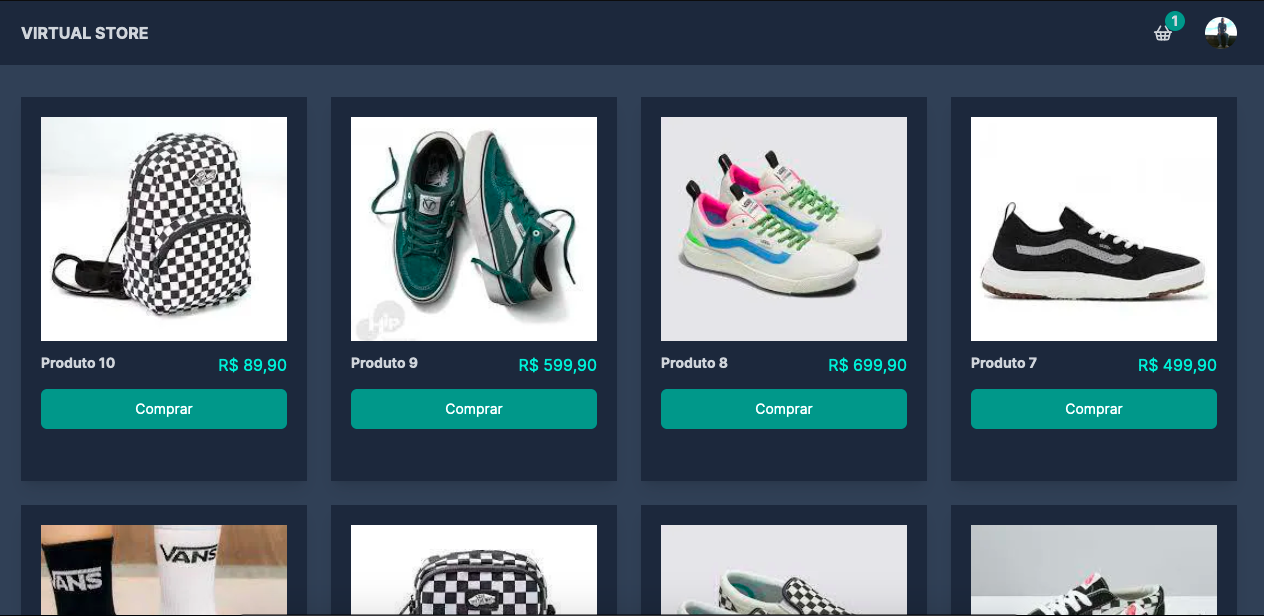 VIRTUAL STORE
1
HIP
Produto 10
R$ 89,90
Produto 9
R$ 599,90
Produto 8
R$ 699,90
Produto 7
R$ 499,90
Comprar
Comprar
Comprar
Comprar
VANS
VANS